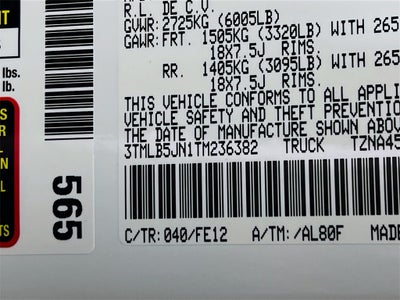 R.L. DE C.V.
GVWR: 2725KG (6005LB)
GAWR: FRT. 1505KG (3320LB) WITH 265
18X7.5J RIMS.
RR. 1405KG (3095LB) WITH 265
18X7.5J RIMS.
THIS VEHICLE CONFORMS TO ALL APPLI
VEHICLE SAFETY AND THEFT PREVENTIO
THE DATE OF MANUFACTURE SHOWN ABOV
3TMLB5JN1TM236382 TRUCK TZNA45
C/TR: 040/FE12 A/TM: /AL80F MADE
lbs.
lb.
565